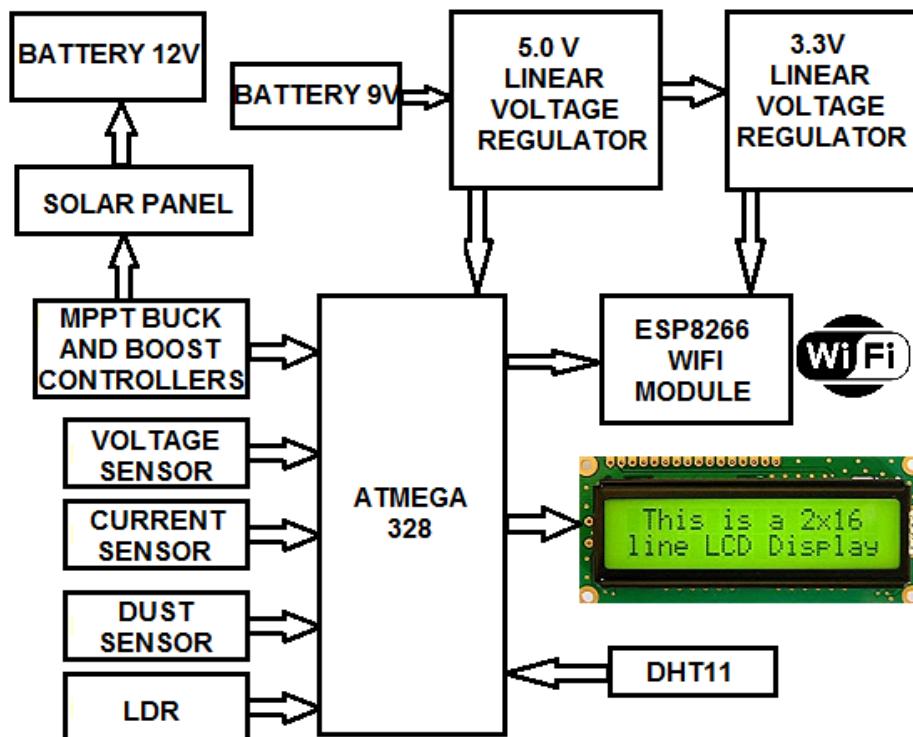 BATTERY 12V
BATTERY 9V
5.0 V
LINEAR
VOLTAGE
REGULATOR
3.3V
LINEAR
VOLTAGE
REGULATOR
SOLAR PANEL
MPPT BUCK
AND BOOST
CONTROLLERS
VOLTAGE
SENSOR
CURRENT
SENSOR
DUST
SENSOR
LDR
ATMEGA
328
ESP8266
WIFI
MODULE
WiFi
This is a 2x16
line LCD Display
DHT11